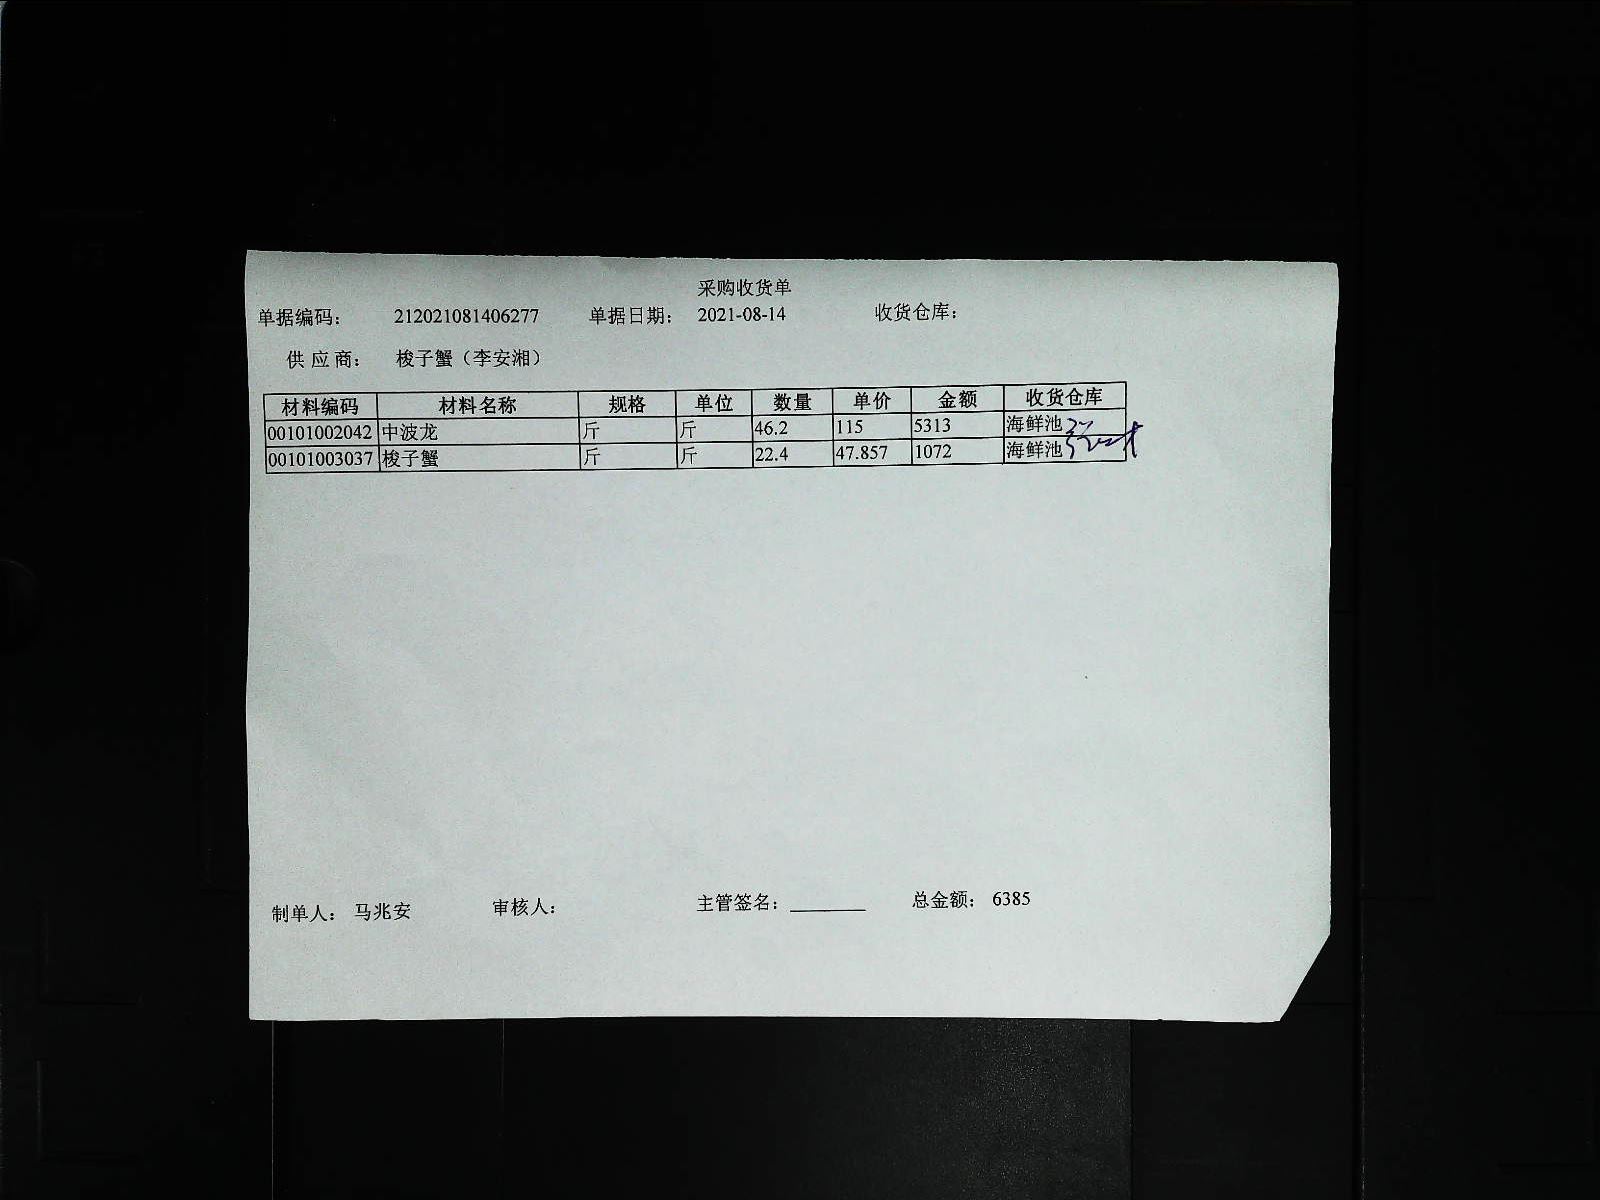 采购收货单
单据编码： 212021081406277 单据日期： 2021-08-14 收货仓库：
供应商： 梭子蟹（李安湘）
材料编码 材料名称 规格 单位 数量 单价 金额 收货仓库
00101002042 中波龙 斤 斤 46.2 115 5313 海鲜池
00101003037 梭子蟹 斤 斤 22.4 47.857 1072 海鲜池
制单人： 马兆安 审核人： 主管签名：________ 总金额： 6385